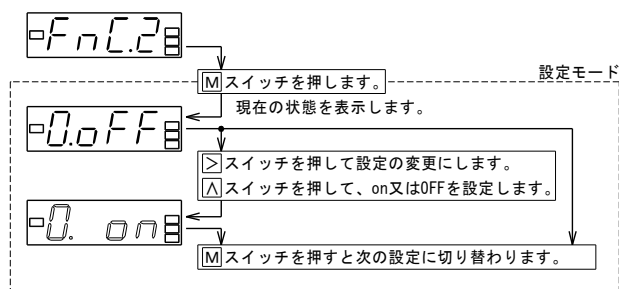 FnC.2
Mスイッチを押します。
設定モード
現在の状態を表示します。
0.oFF
>スイッチを押して設定の変更にします。
∧スイッチを押して、on又はOFFを設定します。
0. on
Mスイッチを押すと次の設定に切り替わります。